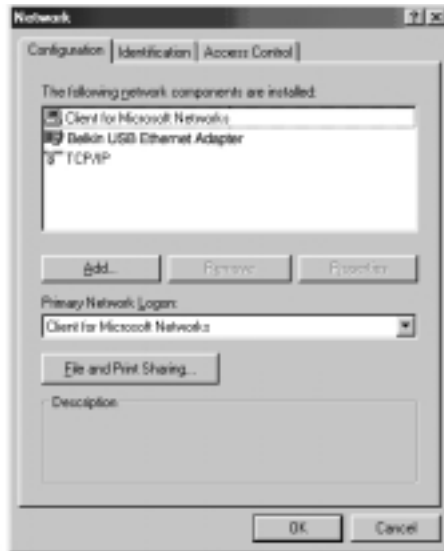 Network
Configuration Identification Access Control
The following network components are installed:
Client for Microsoft Networks
Belkin USB Ethernet Adapter
TCP/IP
Add... Remove Properties
Primary Network Logon:
Client for Microsoft Networks
File and Print Sharing...
Description
OK Cancel